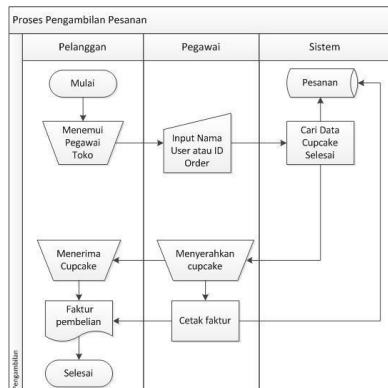 Proses Pengambilan Pesanan
Pelanggan
Pegawai
Sistem
Mulai
Pesanan
Menemui
Pegawai
Toko
Input Nama
User atau ID
Order
Cari Data
Cupcake
Selesai
Menerima
Cupcake
Menyerahkan
cupcake
Faktur
pembelian
Cetak faktur
Selesai
Pengambilan